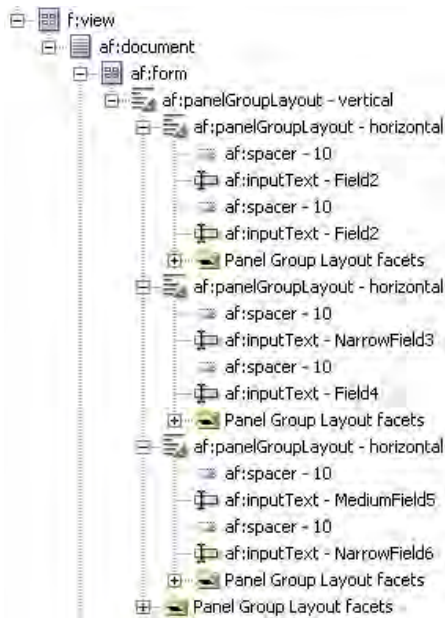 f:view
af:document
af:form
af:panelGroupLayout - vertical
af:panelGroupLayout - horizontal
af:spacer - 10
af:inputText - Field2
af:spacer - 10
af:inputText - Field2
Panel Group Layout facets
af:panelGroupLayout - horizontal
af:spacer - 10
af:inputText - NarrowField3
af:spacer - 10
af:inputText - Field4
Panel Group Layout facets
af:panelGroupLayout - horizontal
af:spacer - 10
af:inputText - MediumField5
af:spacer - 10
af:inputText - NarrowField6
Panel Group Layout facets
Panel Group Layout facets